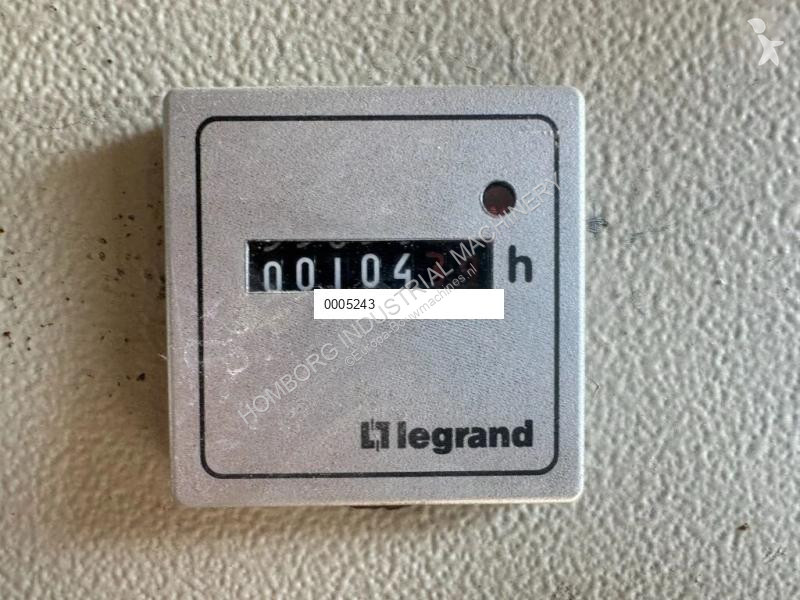 00104
h
0005243
legrand
HOMBORG INDUSTRIAL MACHINERY